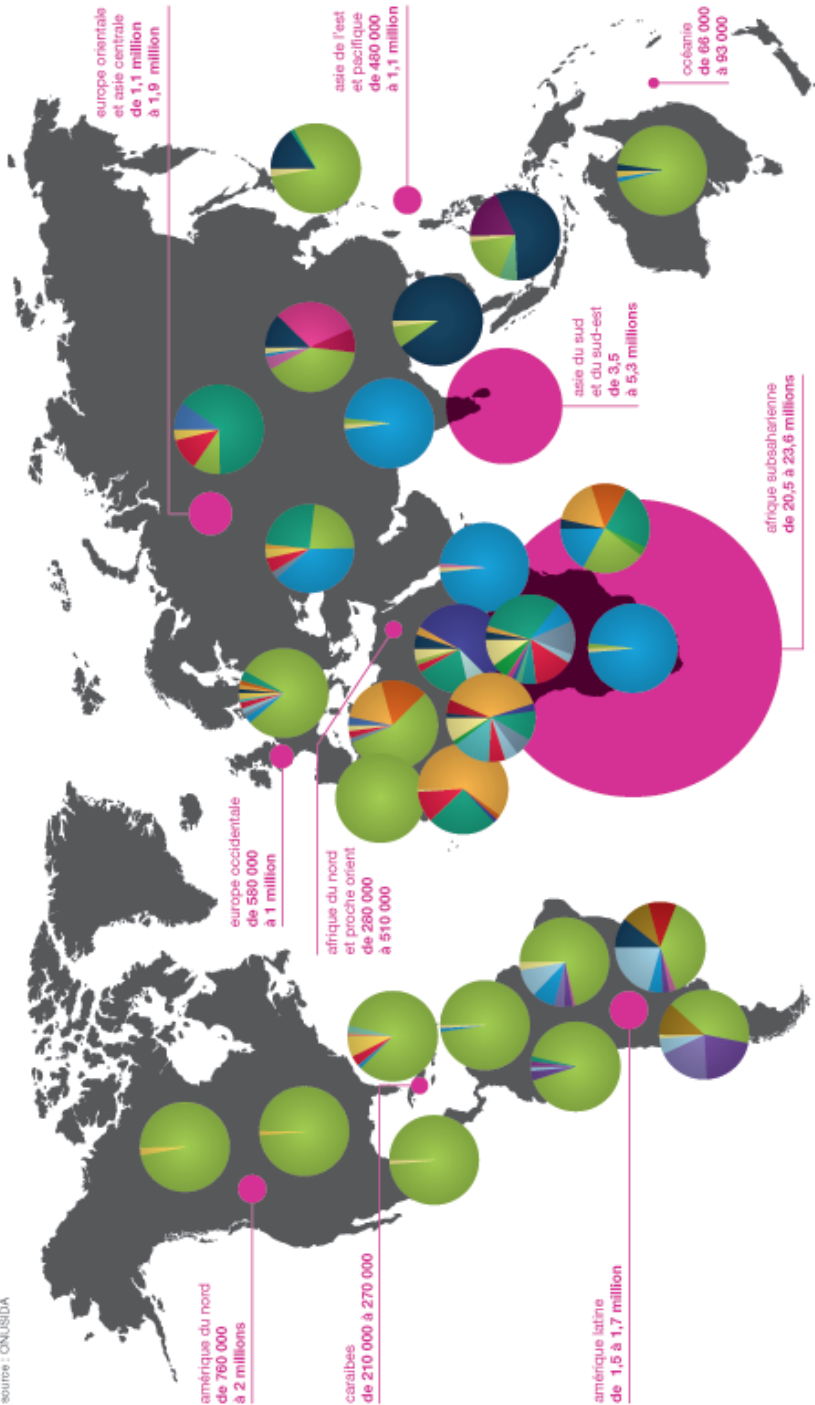 source : ONUSIDA
amérique du nord
de 760 000
à 2 millions
caraïbes
de 210 000 à 270 000
amérique latine
de 1,5 à 1,7 million
europe occidentale
de 580 000
à 1 million
afrique du nord
et proche orient
de 280 000
à 510 000
europe orientale
et asie centrale
de 1,1 million
à 1,9 million
asie de l'est
et pacifique
de 480 000
à 1,1 million
asie du sud
et du sud-est
de 3,5
à 5,3 millions
afrique subsaharienne
de 20,5 à 23,6 millions
océanie
de 66 000
à 93 000